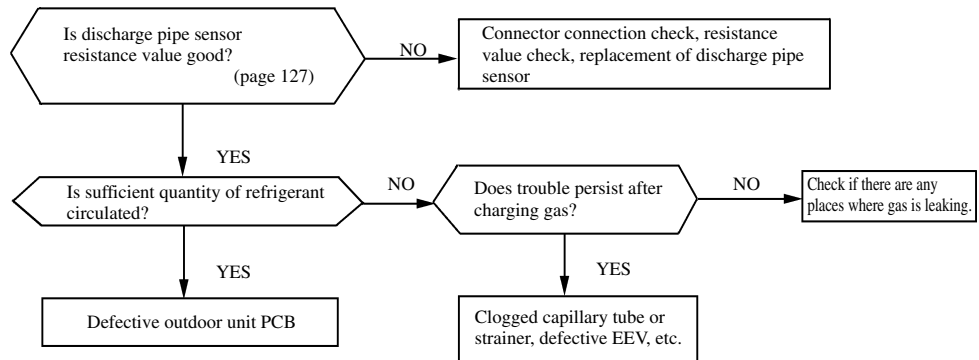 Is discharge pipe sensor
resistance value good?
(page 127)
NO
Connector connection check, resistance
value check, replacement of discharge pipe
sensor
YES
Is sufficient quantity of refrigerant
circulated?
NO
Does trouble persist after
charging gas?
NO
Check if there are any
places where gas is leaking.
YES
YES
Defective outdoor unit PCB
Clogged capillary tube or
strainer, defective EEV, etc.